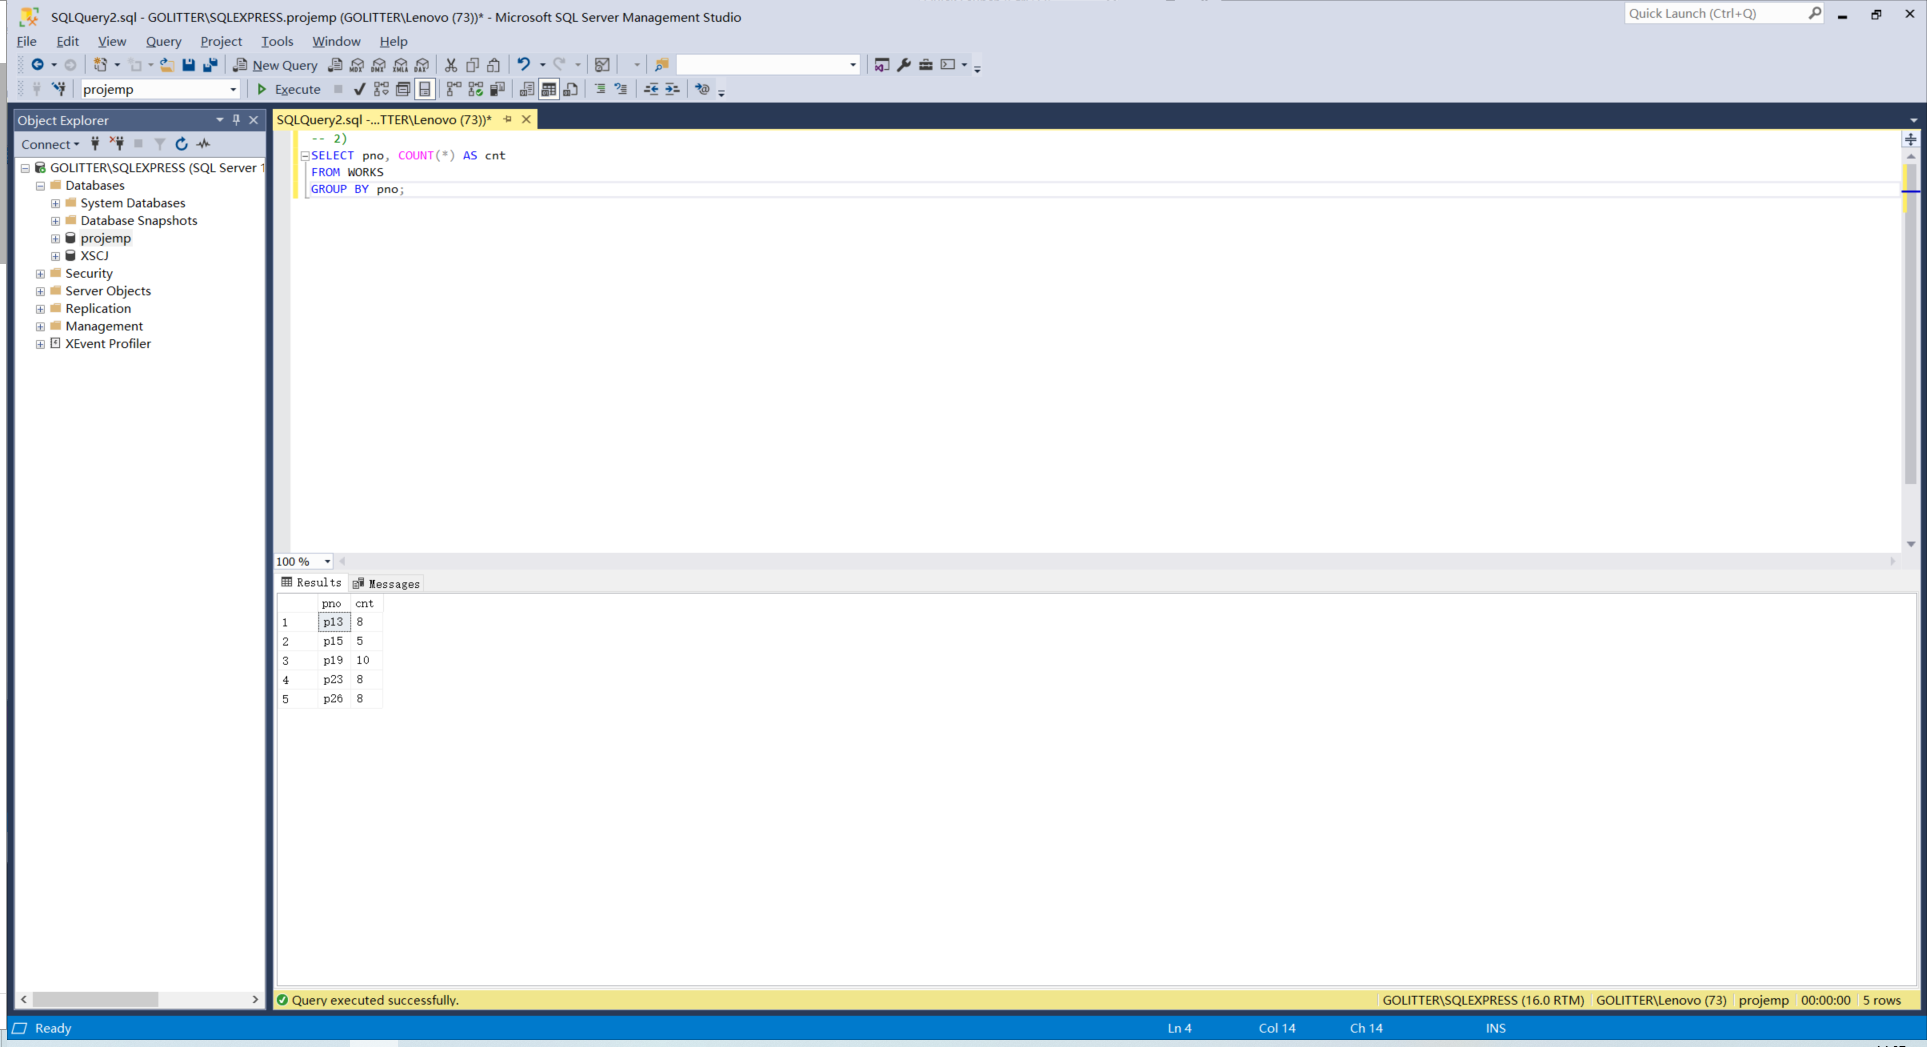 SQLQuery2.sql - GOLITTER\SQLEXPRESS.projemp (GOLITTER\Lenovo (73))* - Microsoft SQL Server Management Studio
Quick Launch (Ctrl+Q)
File Edit View Query Project Tools Window Help
New Query MDX DMX XMLA DAX
projemp Execute
Object Explorer
Connect
GOLITTER\SQLEXPRESS (SQL Server 1
Databases
System Databases
Database Snapshots
projemp
XSCJ
Security
Server Objects
Replication
Management
XEvent Profiler
SQLQuery2.sql -...TTER\Lenovo (73))*
-- 2)
SELECT pno, COUNT(*) AS cnt
FROM WORKS
GROUP BY pno;
100 %
Results Messages
pno cnt
1 p13 8
2 p15 5
3 p19 10
4 p23 8
5 p26 8
Query executed successfully.
GOLITTER\SQLEXPRESS (16.0 RTM) GOLITTER\Lenovo (73) projemp 00:00:00 5 rows
Ready Ln 4 Col 14 Ch 14 INS